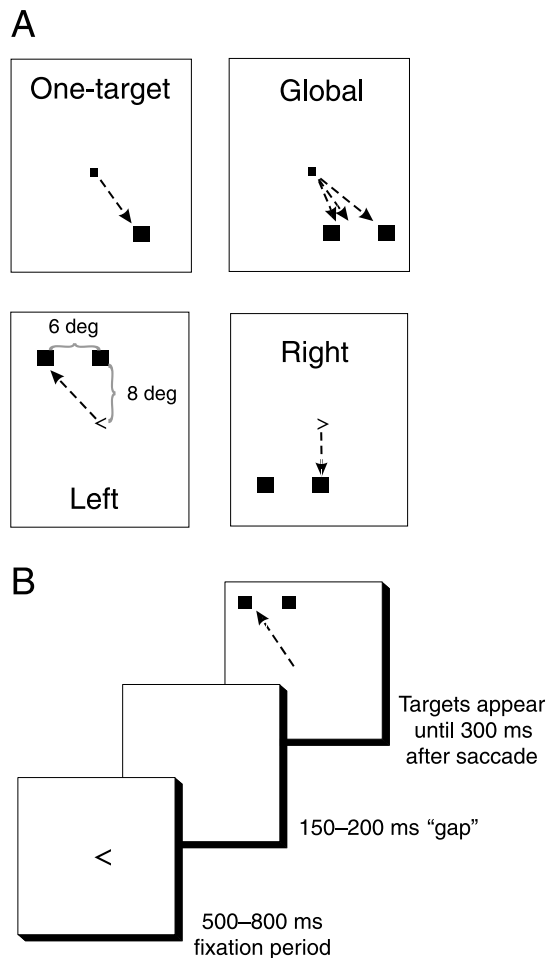 A
One-target
Global
6 deg
8 deg
<
Left
Right
>
B
Targets appear
until 300 ms
after saccade
150–200 ms “gap”
<
500–800 ms
fixation period